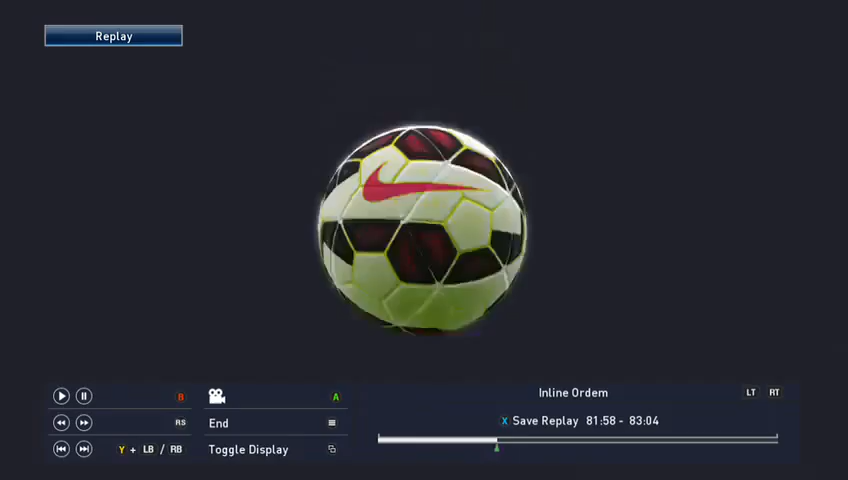 Replay
B
A
Inline Ordem
LT RT
RS
End
X Save Replay 81:58 - 83:04
Y + LB / RB
Toggle Display